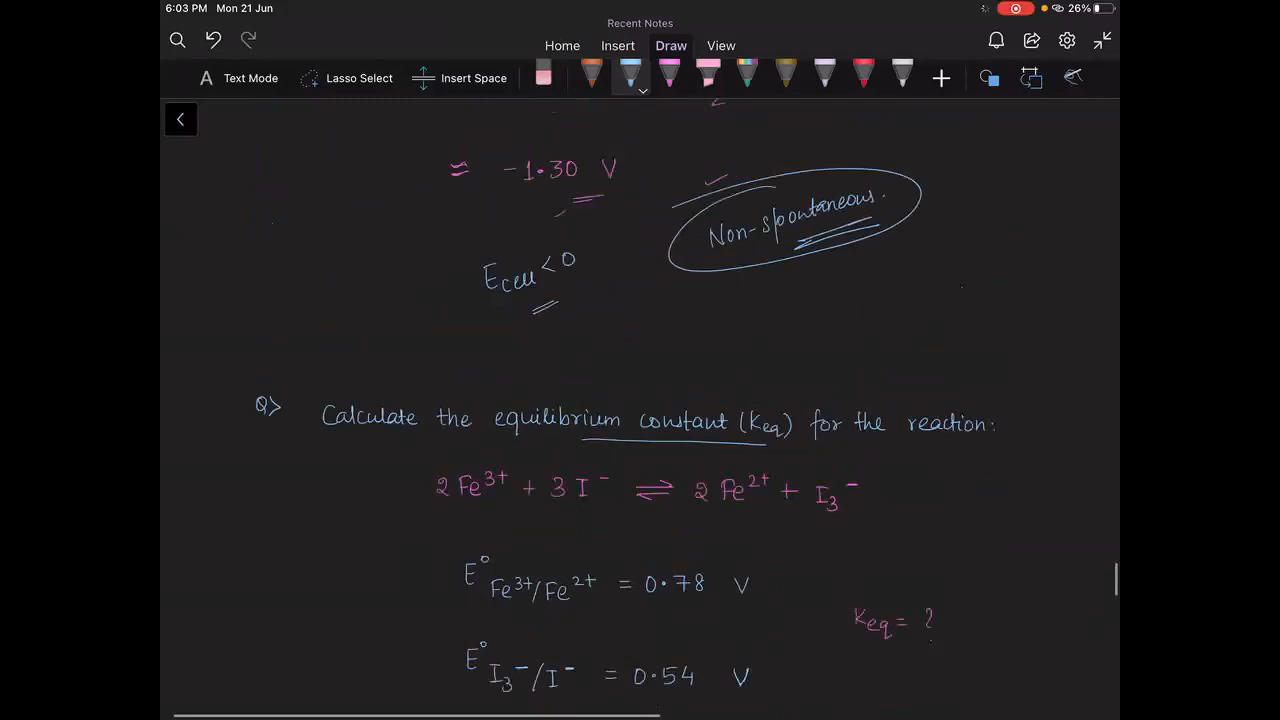 6:03 PM Mon 21 Jun
26%
Recent Notes
Home Insert Draw View
Text Mode Lasso Select Insert Space
≈ -1.30 V
Non-spontaneous.
Ecell < 0
Q> Calculate the equilibrium constant (Keq) for the reaction:
2 Fe³⁺ + 3 I⁻ ⇌ 2 Fe²⁺ + I₃⁻
E° Fe³⁺/Fe²⁺ = 0.78 V
Keq = ?
E° I₃⁻/I⁻ = 0.54 V